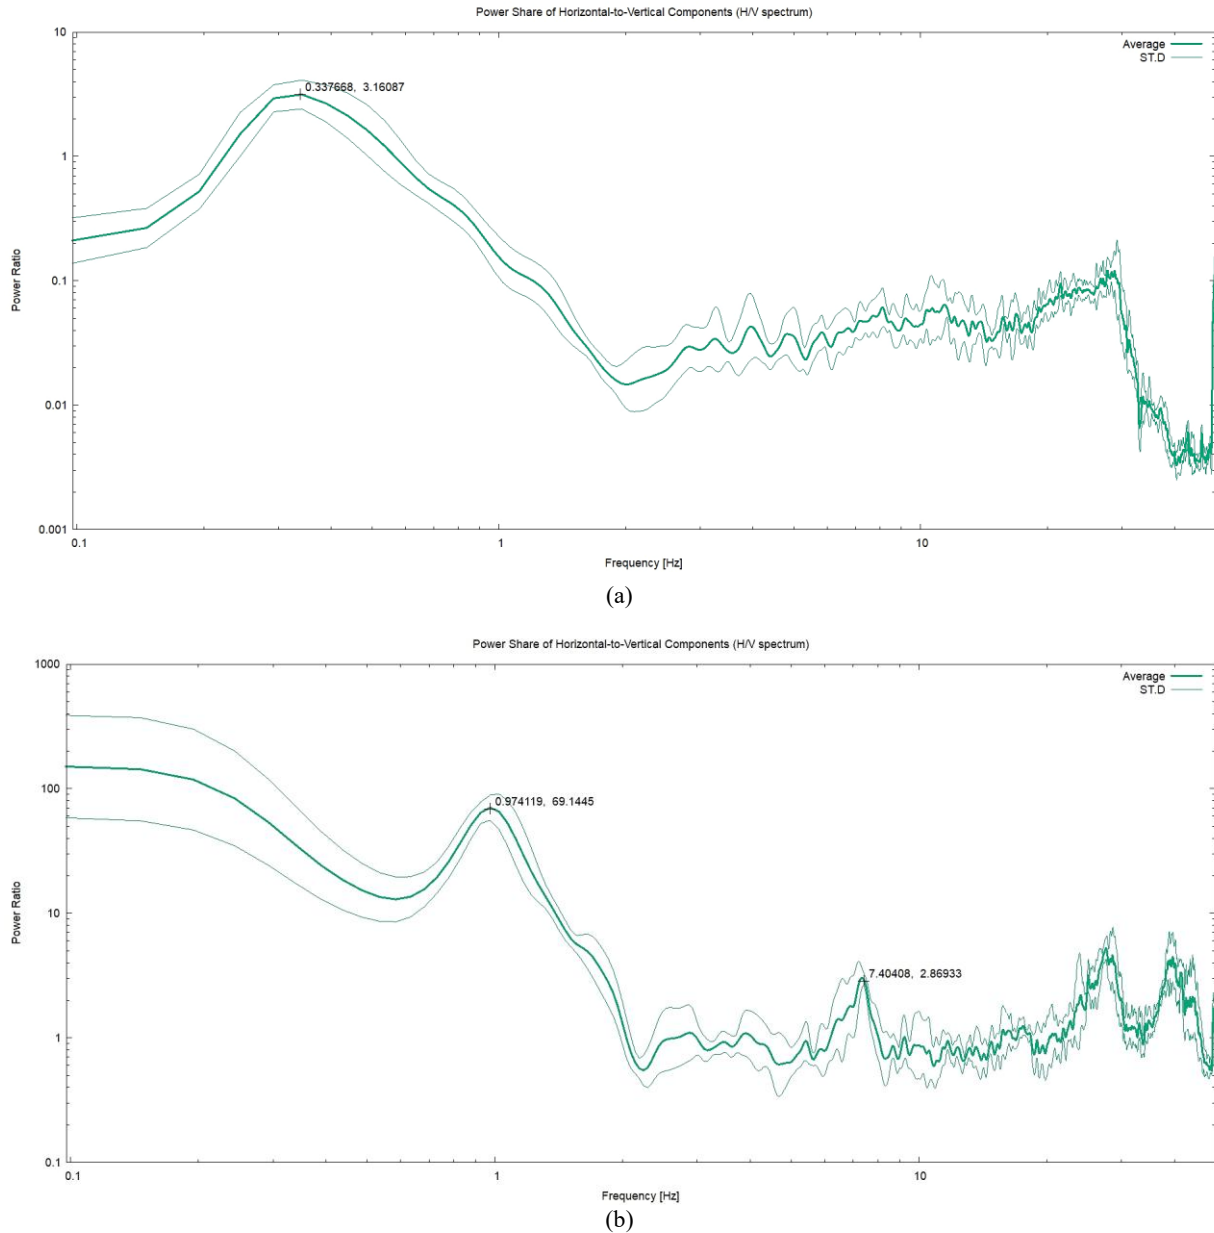 Power Share of Horizontal-to-Vertical Components (H/V spectrum)
10
Average
ST.D
0.337668, 3.16087
1
Power Ratio
0.1
0.01
0.001
0.1 1 10
Frequency [Hz]
(a)
Power Share of Horizontal-to-Vertical Components (H/V spectrum)
1000
Average
ST.D
100
0.974119, 69.1445
Power Ratio
10
7.40408, 2.86933
1
0.1
0.1 1 10
Frequency [Hz]
(b)